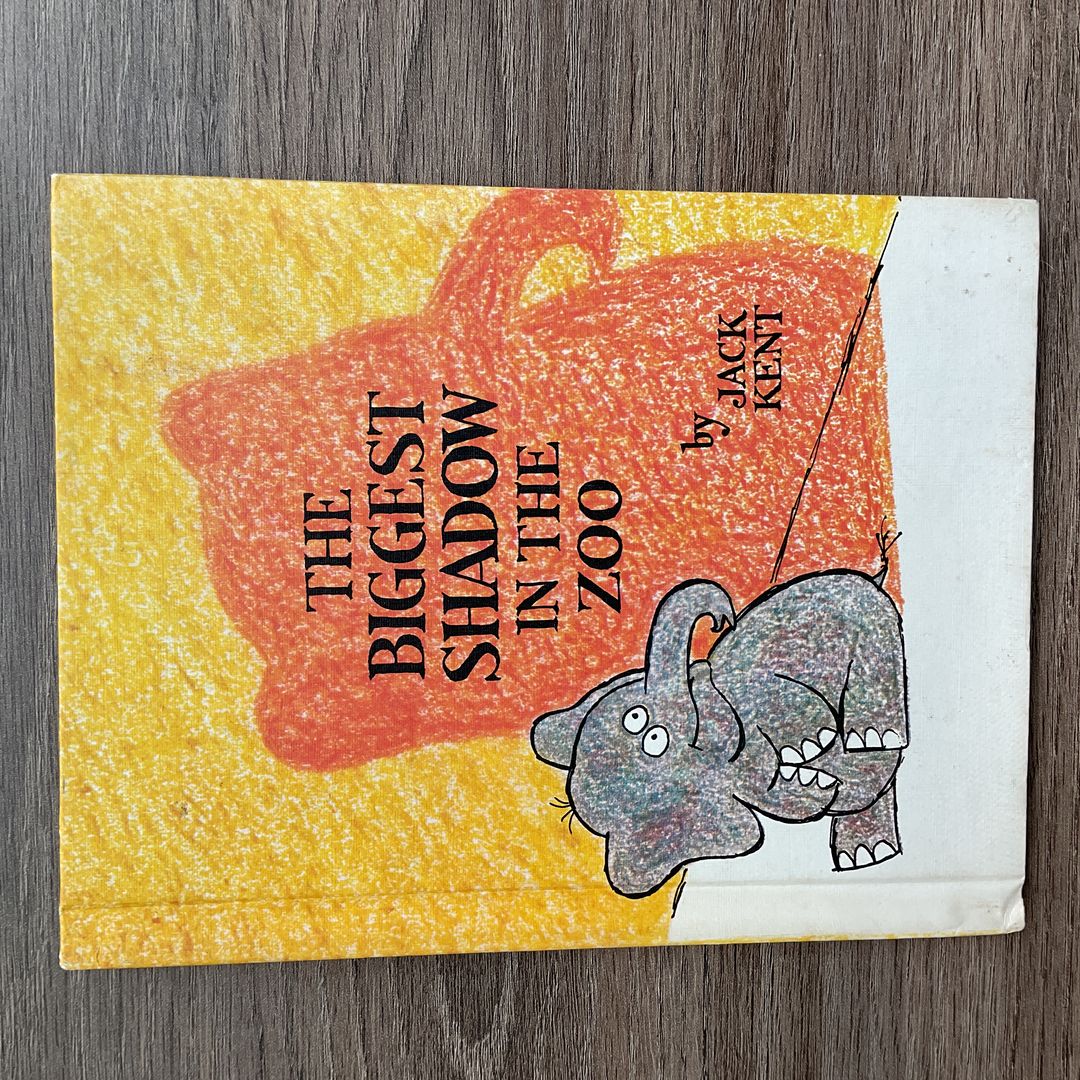 THE
BIGGEST
SHADOW
IN THE
ZOO
by
JACK
KENT